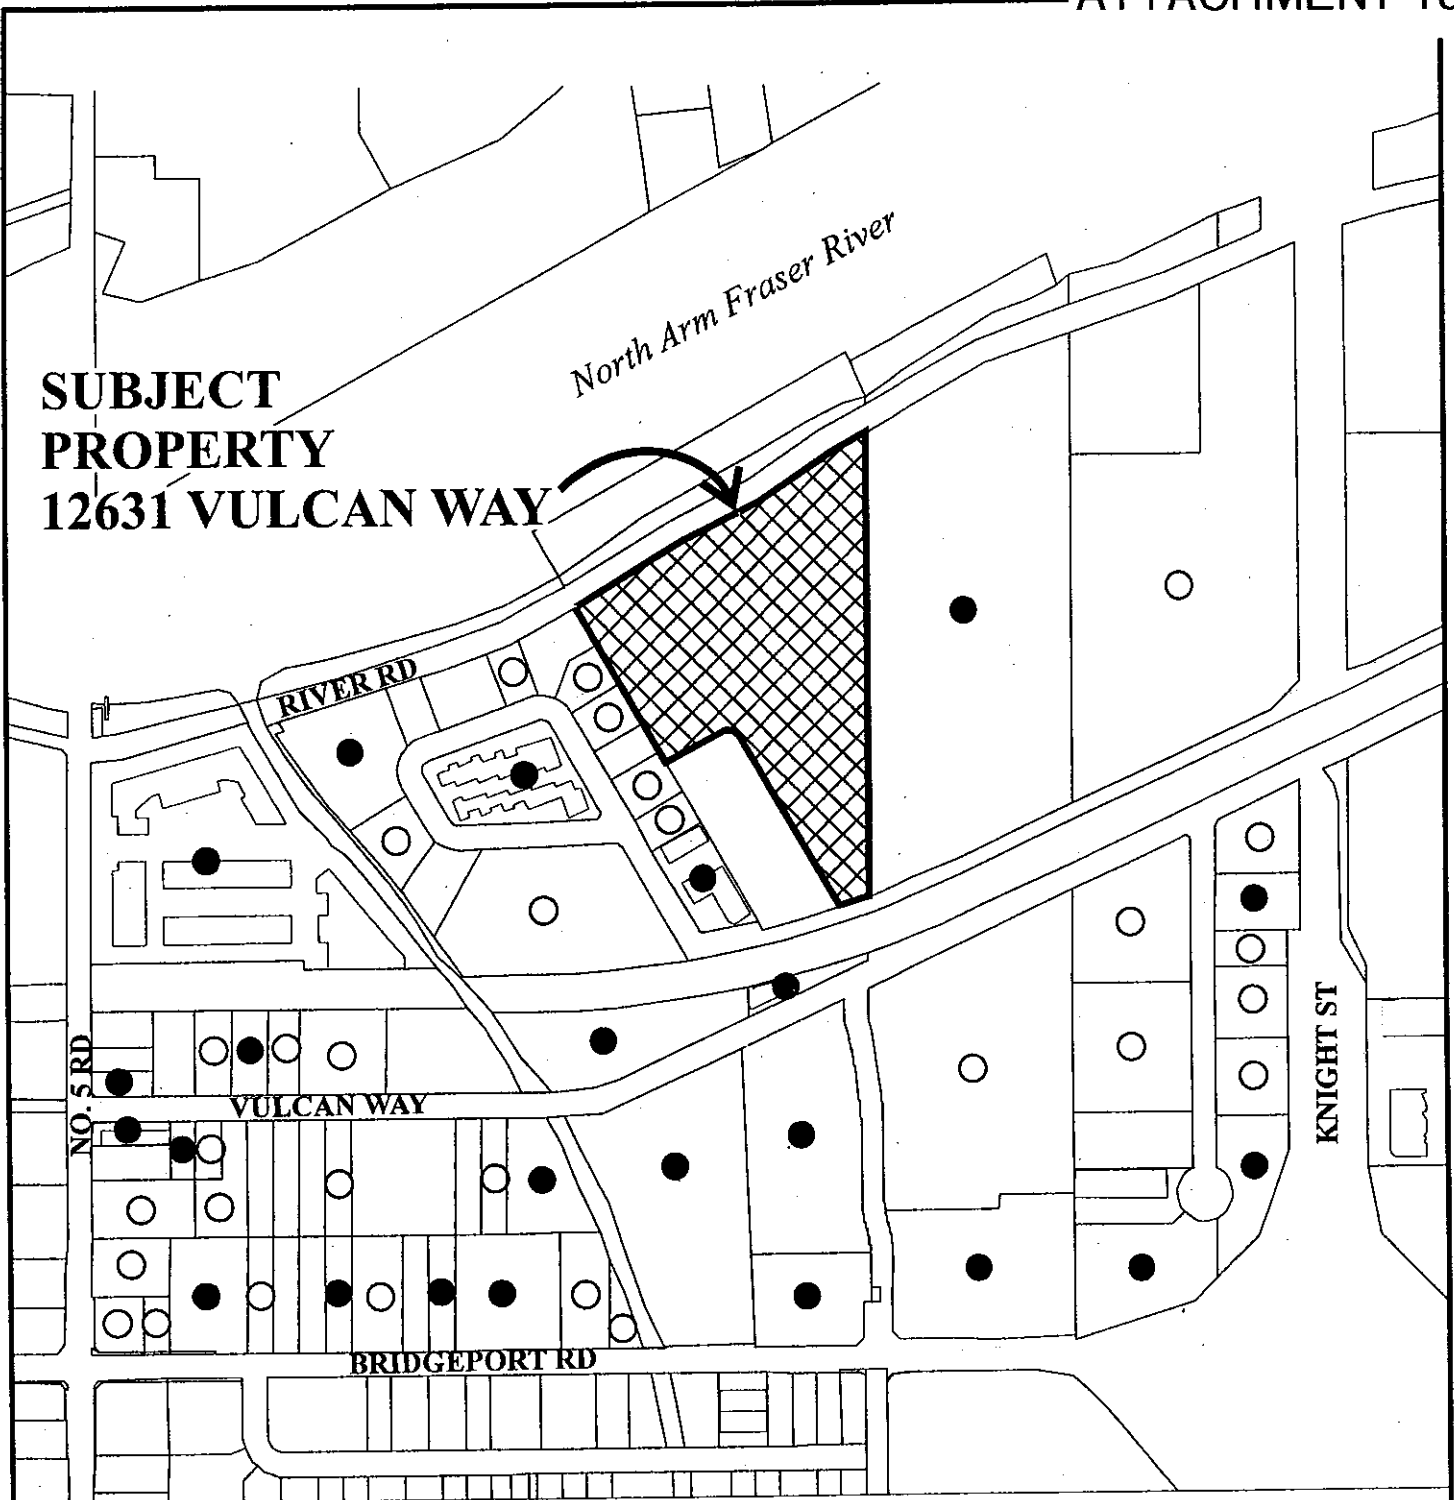 North Arm Fraser River
SUBJECT
PROPERTY
12631 VULCAN WAY
RIVER RD
NO. 5 RD
VULCAN WAY
KNIGHT ST
BRIDGEPORT RD